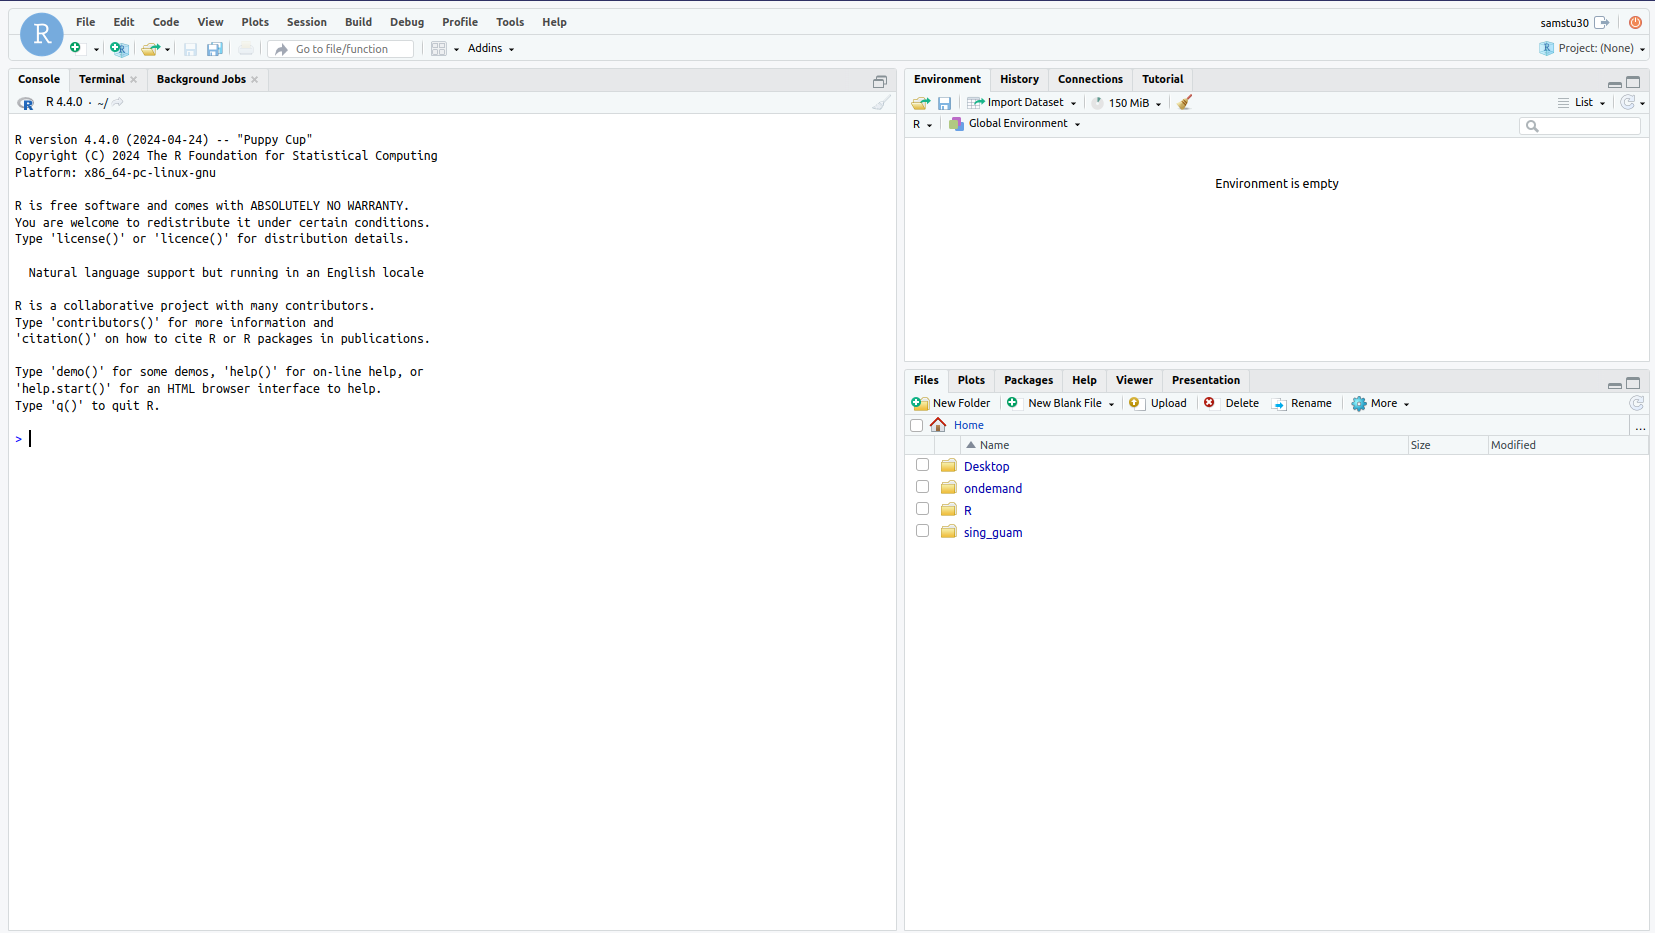 File Edit Code View Plots Session Build Debug Profile Tools Help
samstu30
R
Go to file/function
Addins
Project: (None)
Console Terminal Background Jobs
R 4.4.0 · ~/
R version 4.4.0 (2024-04-24) -- "Puppy Cup"
Copyright (C) 2024 The R Foundation for Statistical Computing
Platform: x86_64-pc-linux-gnu
R is free software and comes with ABSOLUTELY NO WARRANTY.
You are welcome to redistribute it under certain conditions.
Type 'license()' or 'licence()' for distribution details.
Natural language support but running in an English locale
R is a collaborative project with many contributors.
Type 'contributors()' for more information and
'citation()' on how to cite R or R packages in publications.
Type 'demo()' for some demos, 'help()' for on-line help, or
'help.start()' for an HTML browser interface to help.
Type 'q()' to quit R.
>
Environment History Connections Tutorial
Import Dataset 150 MiB List
R Global Environment
Environment is empty
Files Plots Packages Help Viewer Presentation
New Folder New Blank File Upload Delete Rename More
Home ...
Name Size Modified
Desktop
ondemand
R
sing_guam